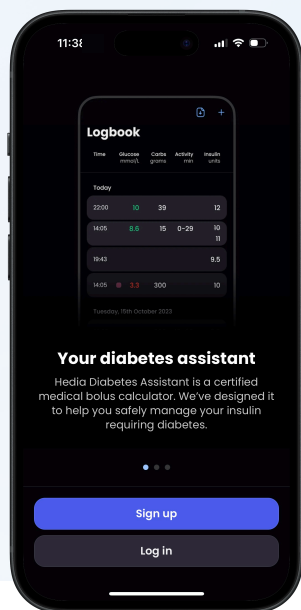 11:38
Logbook
Time Glucose Carbs Activity Insulin
mmol/L grams min units
Today
22:00 10 39 12
14:05 8.6 15 0-29 10
11
19:43 9.5
14:05 3.3 300 10
Tuesday, 15th October 2023
Your diabetes assistant
Hedia Diabetes Assistant is a certified
medical bolus calculator. We’ve designed it
to help you safely manage your insulin
requiring diabetes.
Sign up
Log in